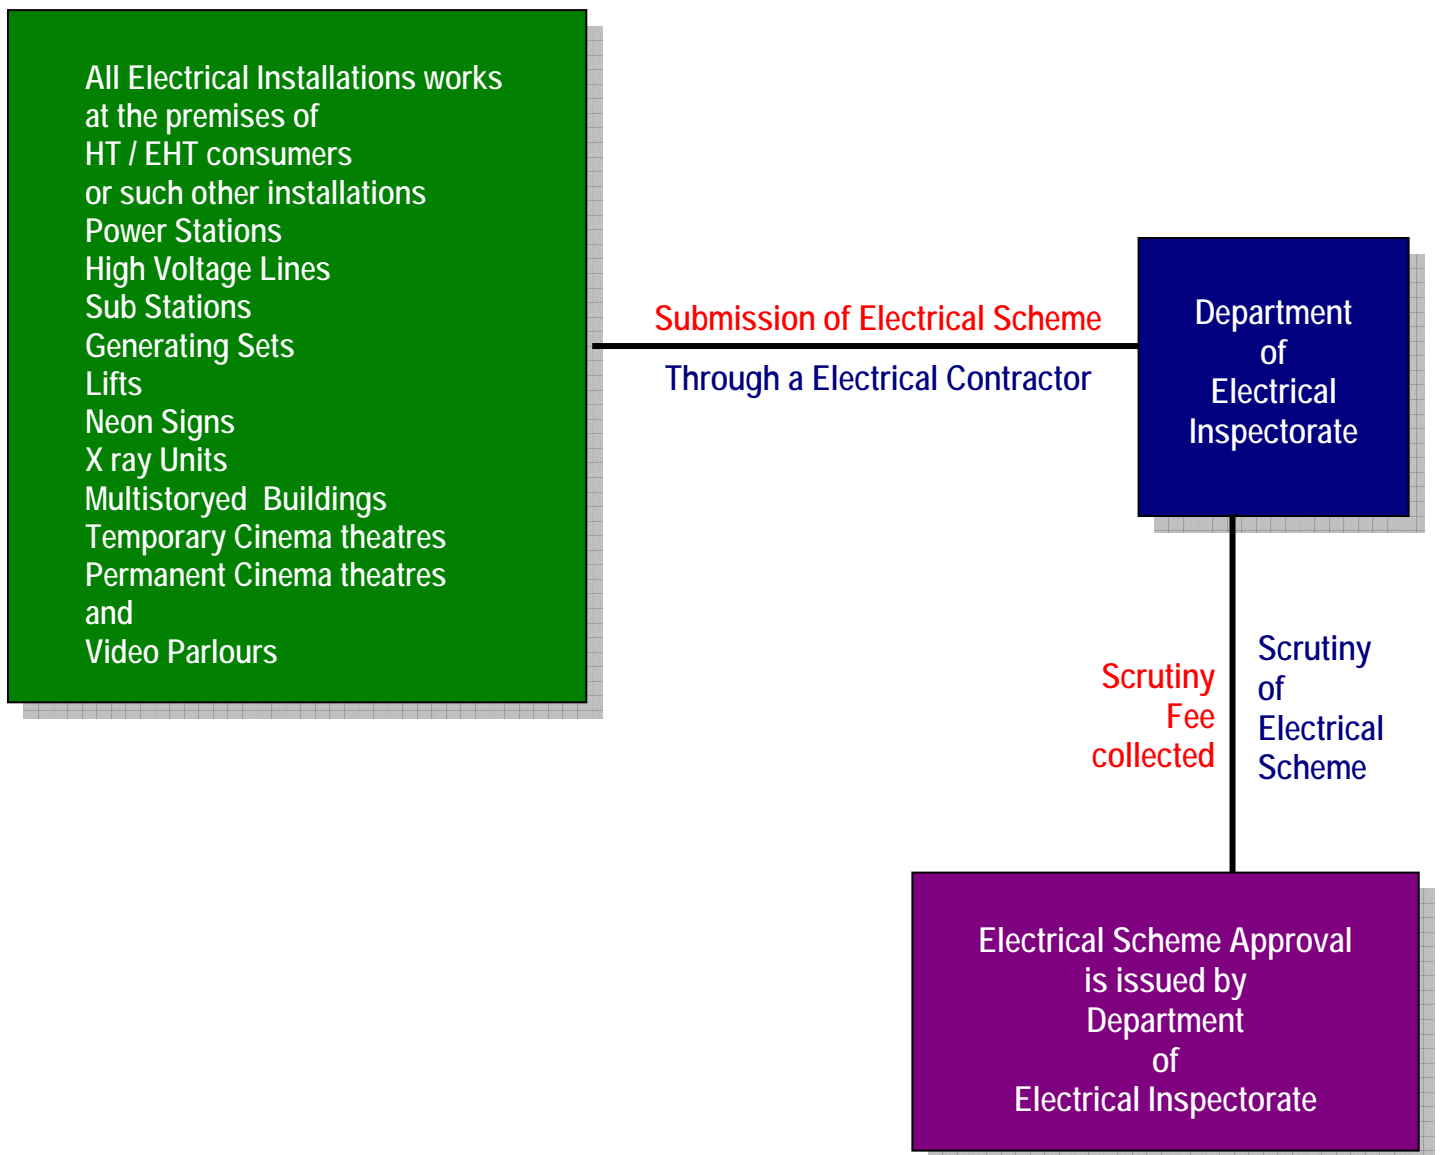 All Electrical Installations works
at the premises of
HT / EHT consumers
or such other installations
Power Stations
High Voltage Lines
Sub Stations
Generating Sets
Lifts
Neon Signs
X ray Units
Multistoryed  Buildings
Temporary Cinema theatres
Permanent Cinema theatres
and
Video Parlours
Submission of Electrical Scheme
Through a Electrical Contractor
Department
of
Electrical
Inspectorate
Scrutiny
Fee
collected
Scrutiny
of
Electrical
Scheme
Electrical Scheme Approval
is issued by
Department
of
Electrical Inspectorate